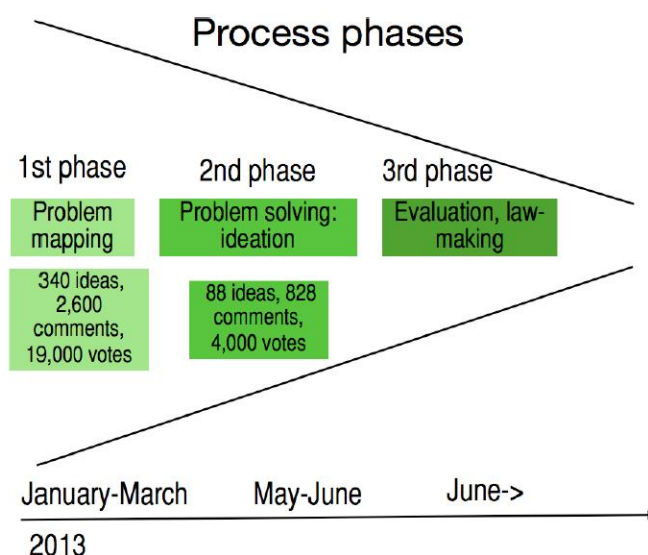 Process phases
1st phase
2nd phase
3rd phase
Problem
mapping
Problem solving:
ideation
Evaluation, law-
making
340 ideas,
2,600
comments,
19,000 votes
88 ideas, 828
comments,
4,000 votes
January-March
May-June
June->
2013